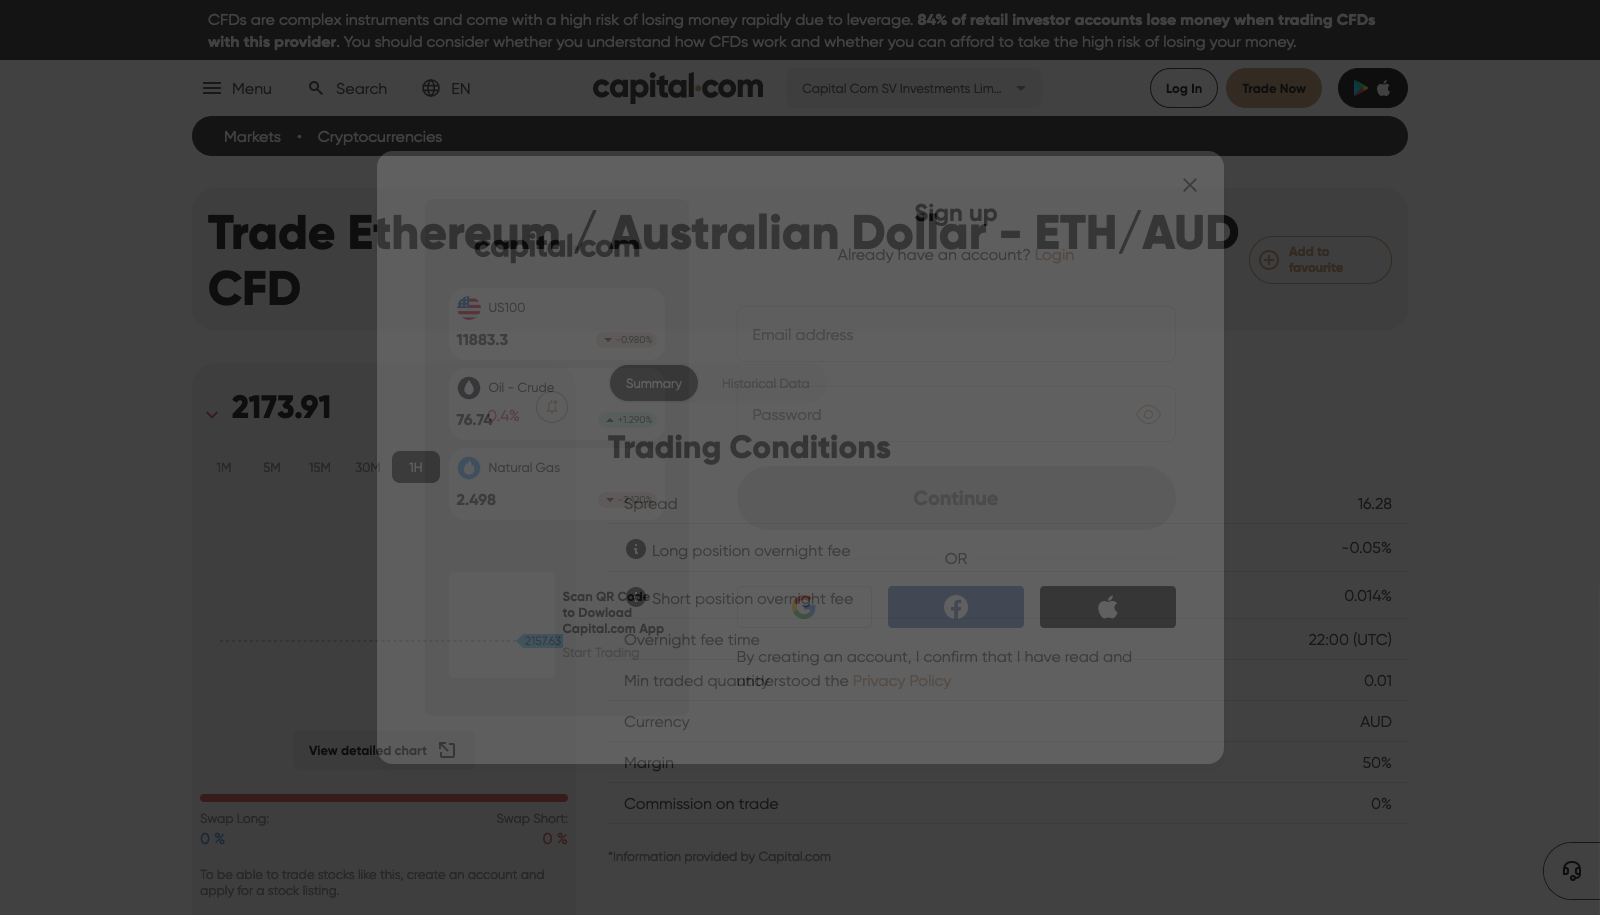 CFDs are complex instruments and come with a high risk of losing money rapidly due to leverage. 84% of retail investor accounts lose money when trading CFDs
with this provider. You should consider whether you understand how CFDs work and whether you can afford to take the high risk of losing your money.
Menu
Search
EN
capital.com
Capital Com SV Investments Lim...
Log In
Trade Now
Markets • Cryptocurrencies
Trade Ethereum / Australian Dollar - ETH/AUD
CFD
Add to
favourite
2173.91
0.4%
1M 5M 15M 30M 1H
2157.63
View detailed chart
Swap Long:
0 %
Swap Short:
0 %
To be able to trade stocks like this, create an account and
apply for a stock listing.
Summary
Historical Data
Trading Conditions
Spread 16.28
Long position overnight fee -0.05%
Short position overnight fee 0.014%
Overnight fee time 22:00 (UTC)
Min traded quantity 0.01
Currency AUD
Margin 50%
Commission on trade 0%
*Information provided by Capital.com
capital.com
US100
11883.3 -0.980%
Oil - Crude
76.74 +1.290%
Natural Gas
2.498
Scan QR Code
to Dowload
Capital.com App
Start Trading
Sign up
Already have an account? Login
Email address
Password
Continue
OR
By creating an account, I confirm that I have read and
understood the Privacy Policy